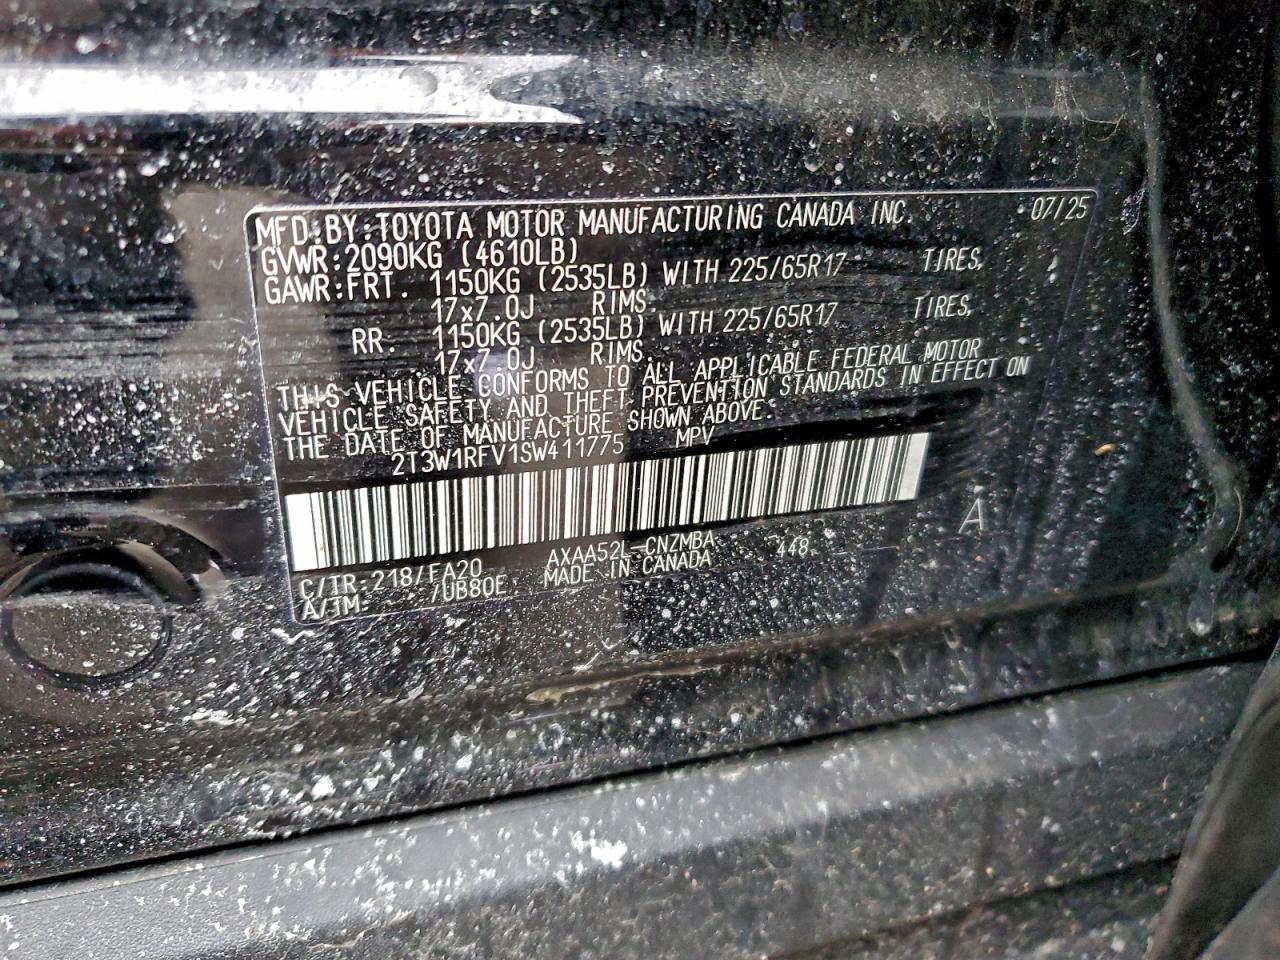 MFD.BY:TOYOTA MOTOR MANUFACTURING CANADA INC. 07/25
GVWR:2090KG (4610LB)
GAWR:FRT. 1150KG (2535LB) WITH 225/65R17 TIRES,
17x7.0J RIMS.
RR. 1150KG (2535LB) WITH 225/65R17 TIRES,
17x7.0J RIMS.
THIS VEHICLE CONFORMS TO ALL APPLICABLE FEDERAL MOTOR
VEHICLE SAFETY AND THEFT PREVENTION STANDARDS IN EFFECT ON
THE DATE OF MANUFACTURE SHOWN ABOVE.
2T3W1RFV1SW411775 MPV
C/TR:218/FA20 AXAA52L-CNZMBA 448
A/TM: /UB80E MADE IN CANADA
A